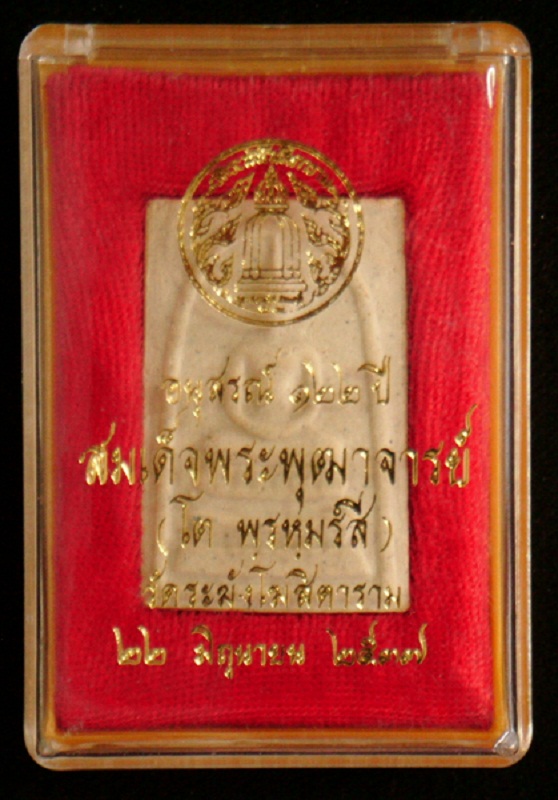 อนุสรณ์ ๑๒๒ ปี
สมเด็จพระพุฒาจารย์
(โต พฺรหฺมรํสี)
วัดระฆังโฆสิตาราม
๒๒ มิถุนายน ๒๕๓๗